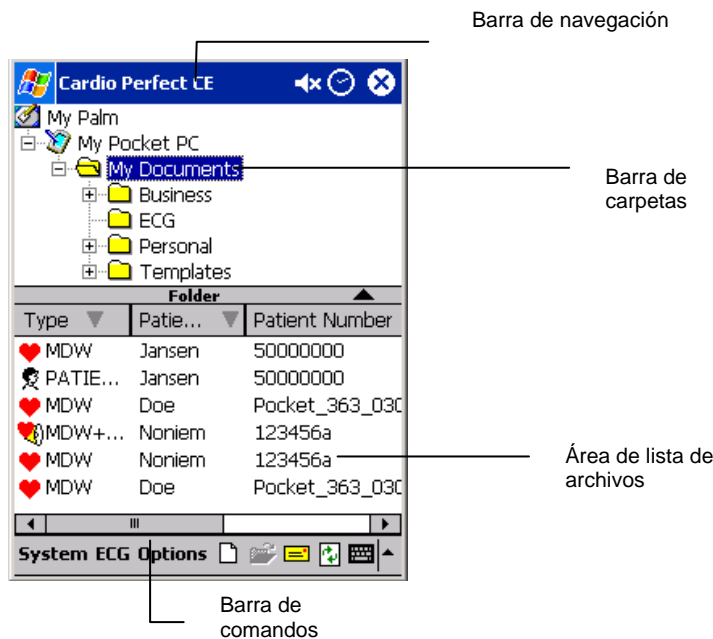 Barra de navegación
Cardio Perfect CE
My Palm
My Pocket PC
My Documents
Business
ECG
Personal
Templates
Barra de
carpetas
Folder
Type Patie... Patient Number
MDW Jansen 50000000
PATIE... Jansen 50000000
MDW Doe Pocket_363_030
MDW+... Noniem 123456a
MDW Noniem 123456a
MDW Doe Pocket_363_030
Área de lista de
archivos
System ECG Options
Barra de
comandos